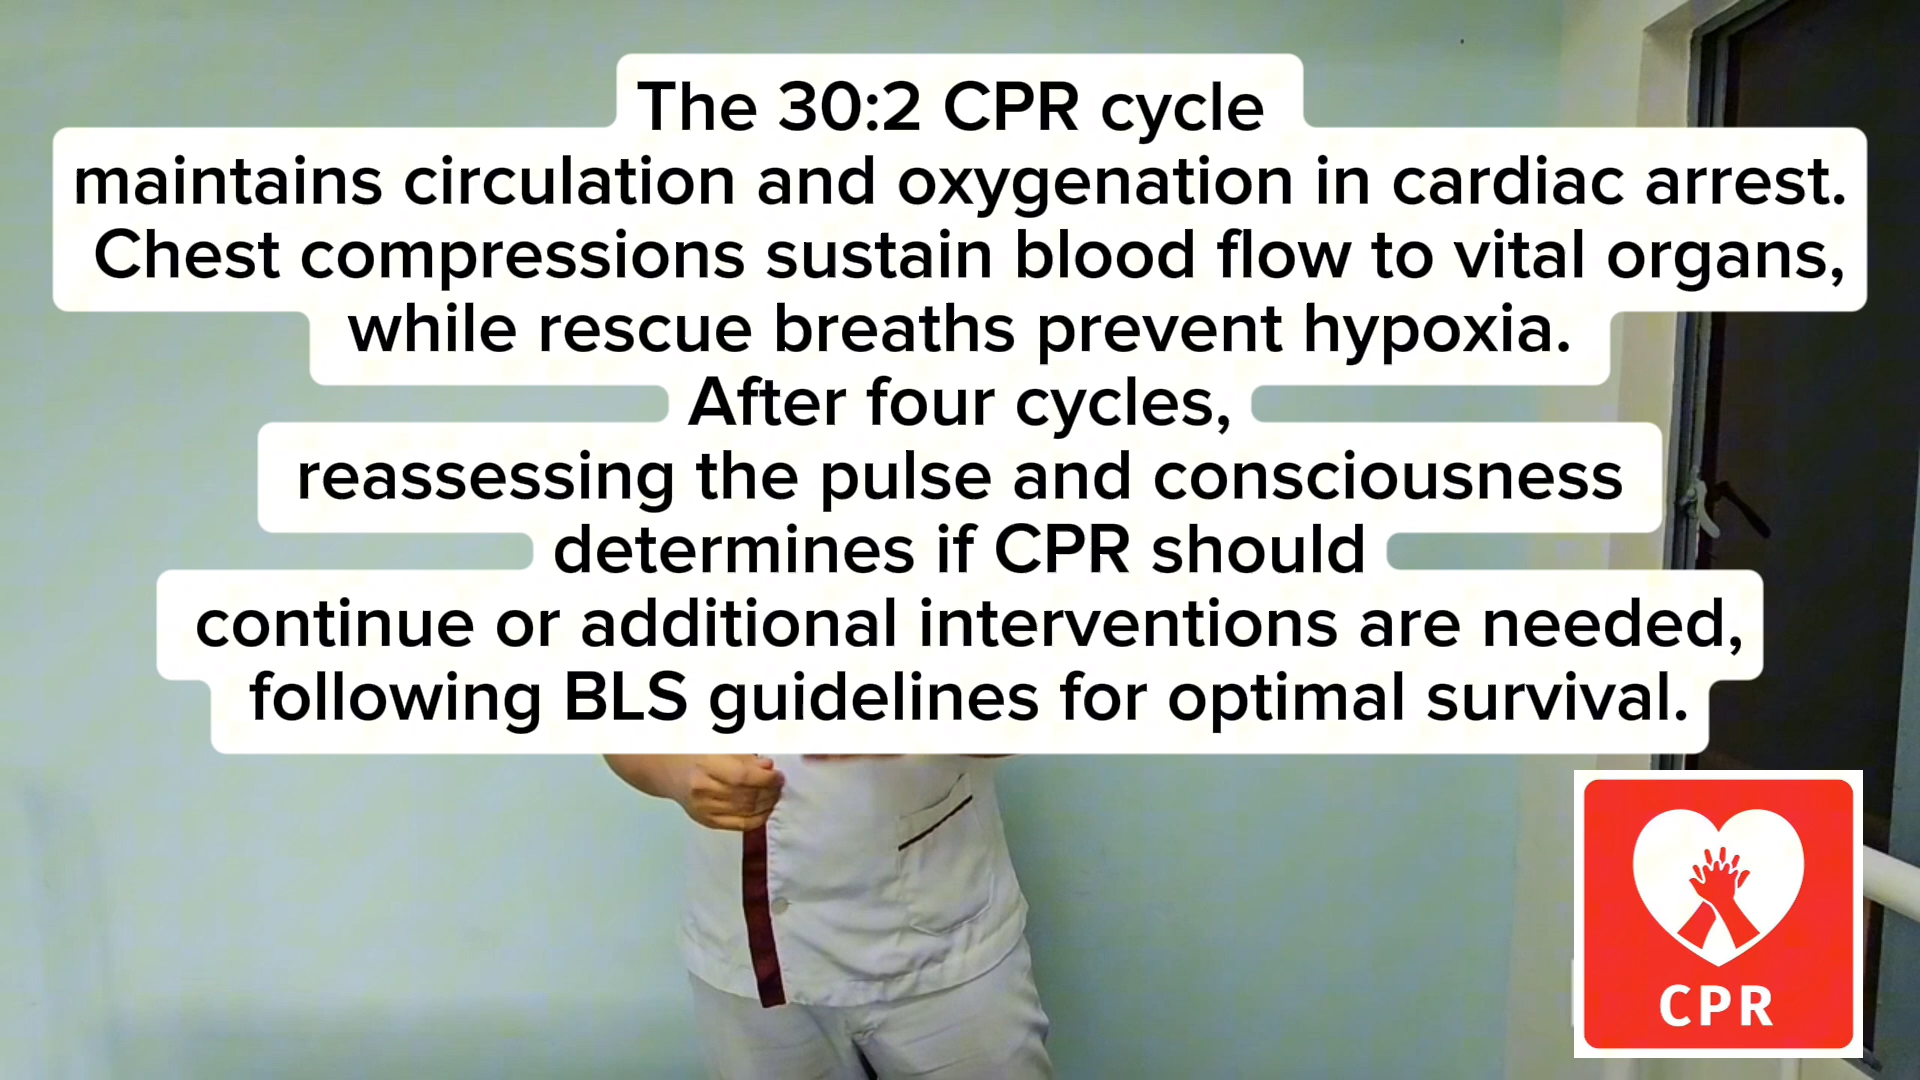 The 30:2 CPR cycle
maintains circulation and oxygenation in cardiac arrest.
Chest compressions sustain blood flow to vital organs,
while rescue breaths prevent hypoxia.
After four cycles,
reassessing the pulse and consciousness
determines if CPR should
continue or additional interventions are needed,
following BLS guidelines for optimal survival.
CPR